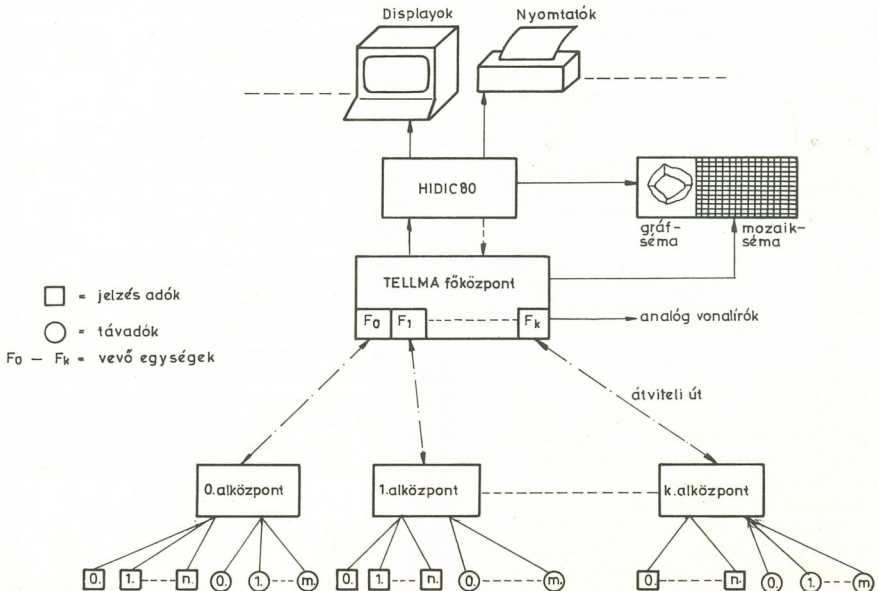 Displayok
Nyomtatók
HIDIC 80
gráf-
séma
mozaik-
séma
TELLMA főközpont
F0 F1 Fk
analóg vonalírók
= jelzés adók
= távadók
F0 – Fk = vevő egységek
átviteli út
0.alközpont
1.alközpont
k.alközpont
0. 1. n. 0. 1. m.
0. 1. n. 0. m.
0. n. 0. 1. m.